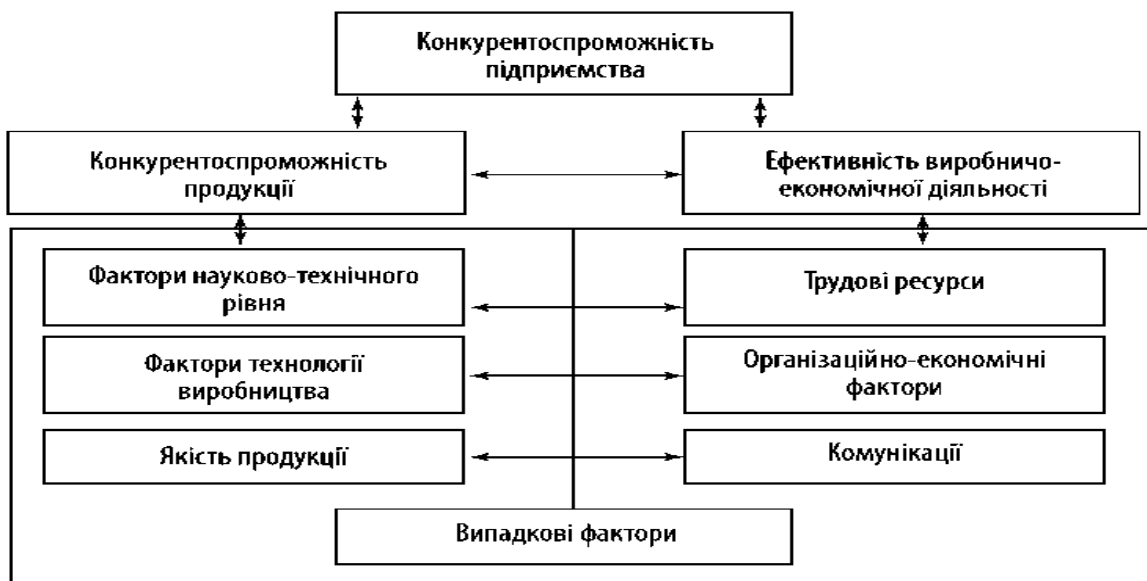 Конкурентоспроможність
підприємства
Конкурентоспроможність
продукції
Ефективність виробничо-
економічної діяльності
Фактори науково-технічного
рівня
Трудові ресурси
Фактори технології
виробництва
Організаційно-економічні
фактори
Якість продукції
Комунікації
Випадкові фактори